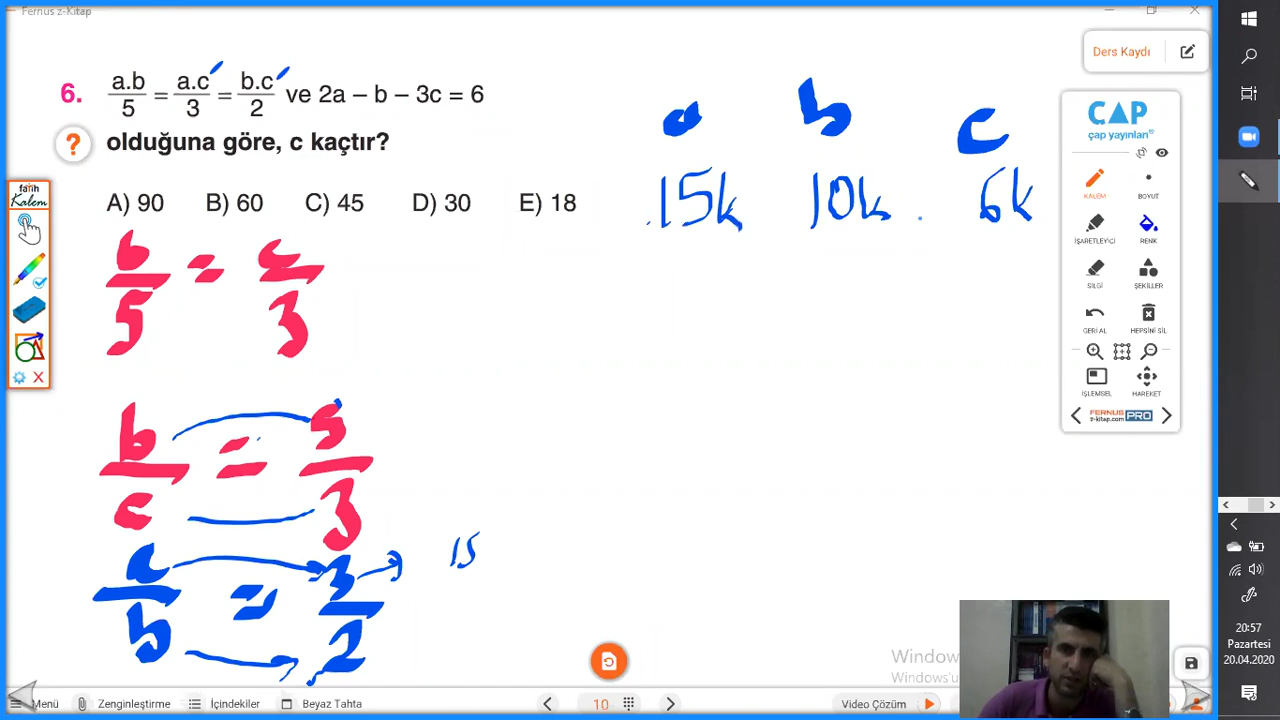 Fernus z-Kitap
6. a.b/5 = a.c/3 = b.c/2 ve 2a – b – 3c = 6
? olduğuna göre, c kaçtır?
A) 90 B) 60 C) 45 D) 30 E) 18
a b c
15k 10k 6k
b/5 = c/3
b/c = 5/3
c/b = 3/2
15
fatih
Kalem
Ders Kaydı
ÇAP
çap yayınları
KALEM BOYUT
İŞARETLEYİCİ RENK
SİLGİ ŞEKİLLER
GERİ AL HEPSİNİ SİL
İŞLEMSEL HAREKET
FERNUS PRO
z-kitap.com
Window
Windows'u
Menü Zenginleştirme İçindekiler Beyaz Tahta 10 Video Çözüm
20:57
Pazartesi
20.04.2020